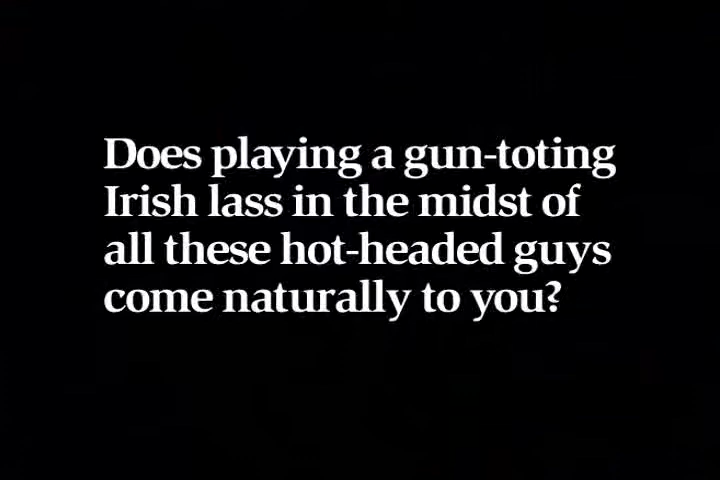 Does playing a gun-toting
Irish lass in the midst of
all these hot-headed guys
come naturally to you?